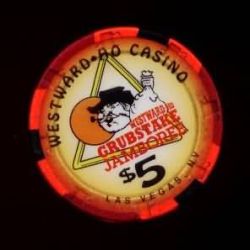 WESTWARD HO CASINO
WESTWARD HO
GRUBSTAKE
JAMBOREE
$5
LAS VEGAS, NV